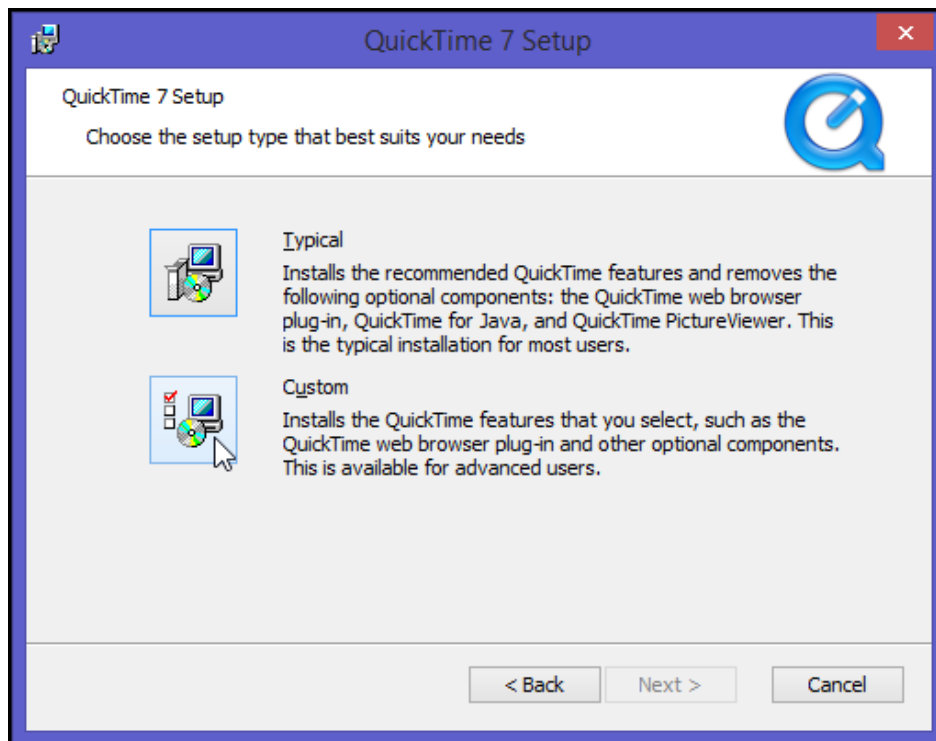 QuickTime 7 Setup
QuickTime 7 Setup
Choose the setup type that best suits your needs
Typical
Installs the recommended QuickTime features and removes the
following optional components: the QuickTime web browser
plug-in, QuickTime for Java, and QuickTime PictureViewer. This
is the typical installation for most users.
Custom
Installs the QuickTime features that you select, such as the
QuickTime web browser plug-in and other optional components.
This is available for advanced users.
< Back Next > Cancel